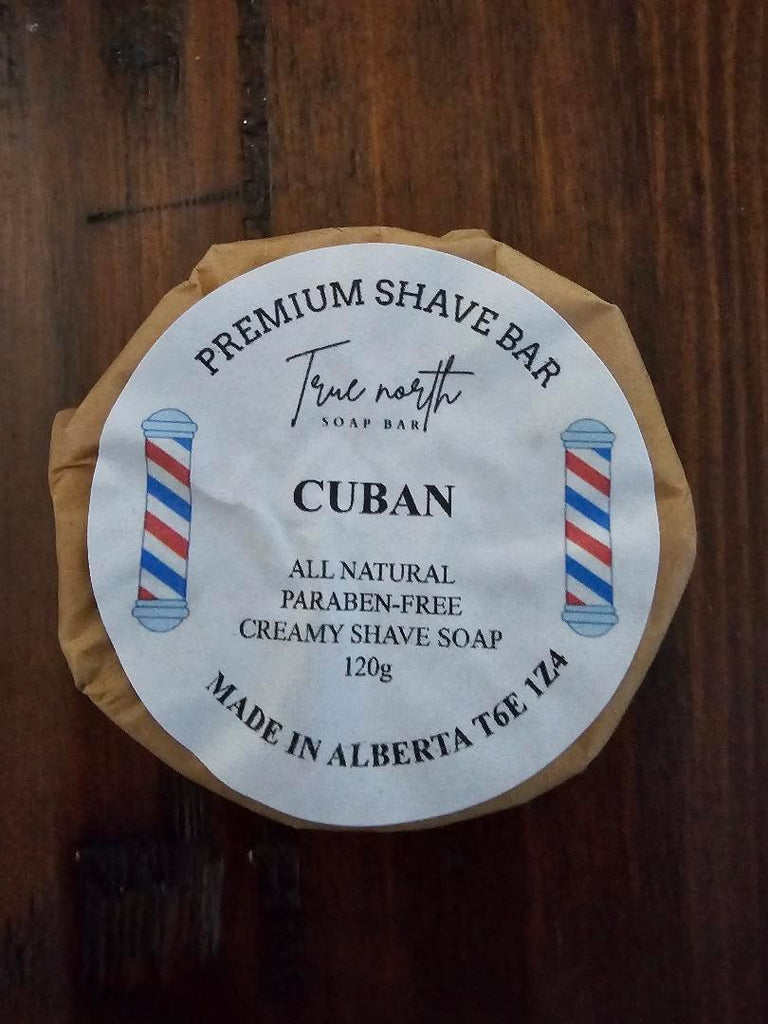 PREMIUM SHAVE BAR
True north
SOAP BAR
CUBAN
ALL NATURAL
PARABEN-FREE
CREAMY SHAVE SOAP
120g
MADE IN ALBERTA T6E 1Z4